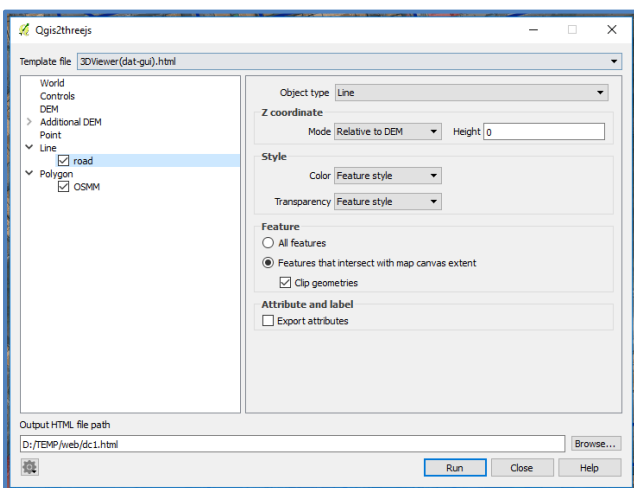 Qgis2threejs
Template file 3DViewer(dat-gui).html
World
Controls
DEM
Additional DEM
Point
Line
road
Polygon
OSMM
Object type Line
Z coordinate
Mode Relative to DEM Height 0
Style
Color Feature style
Transparency Feature style
Feature
All features
Features that intersect with map canvas extent
Clip geometries
Attribute and label
Export attributes
Output HTML file path
D:/TEMP/web/dc1.html Browse...
Run Close Help